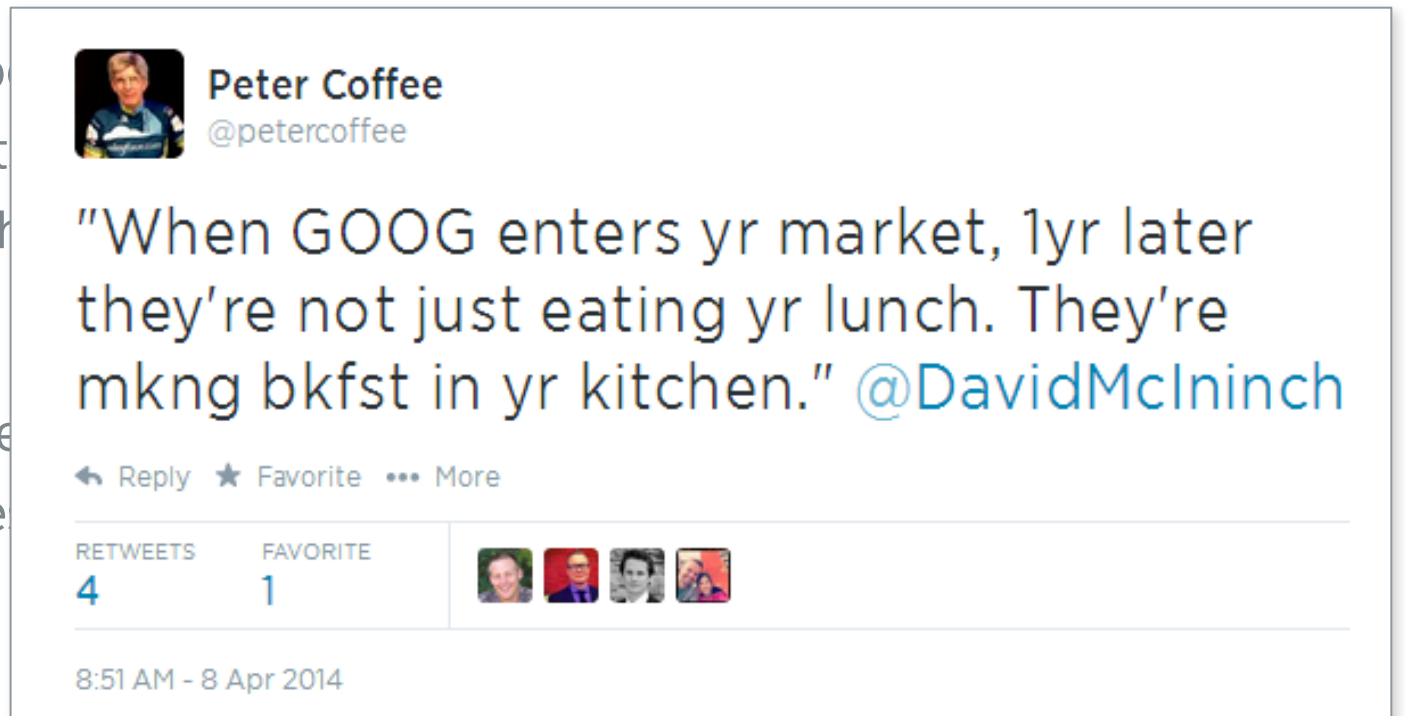 Peter Coffee
@petercoffee
"When GOOG enters yr market, 1yr later
they're not just eating yr lunch. They're
mkng bkfst in yr kitchen." @DavidMcIninch
Reply Favorite More
RETWEETS FAVORITE
4 1
8:51 AM - 8 Apr 2014